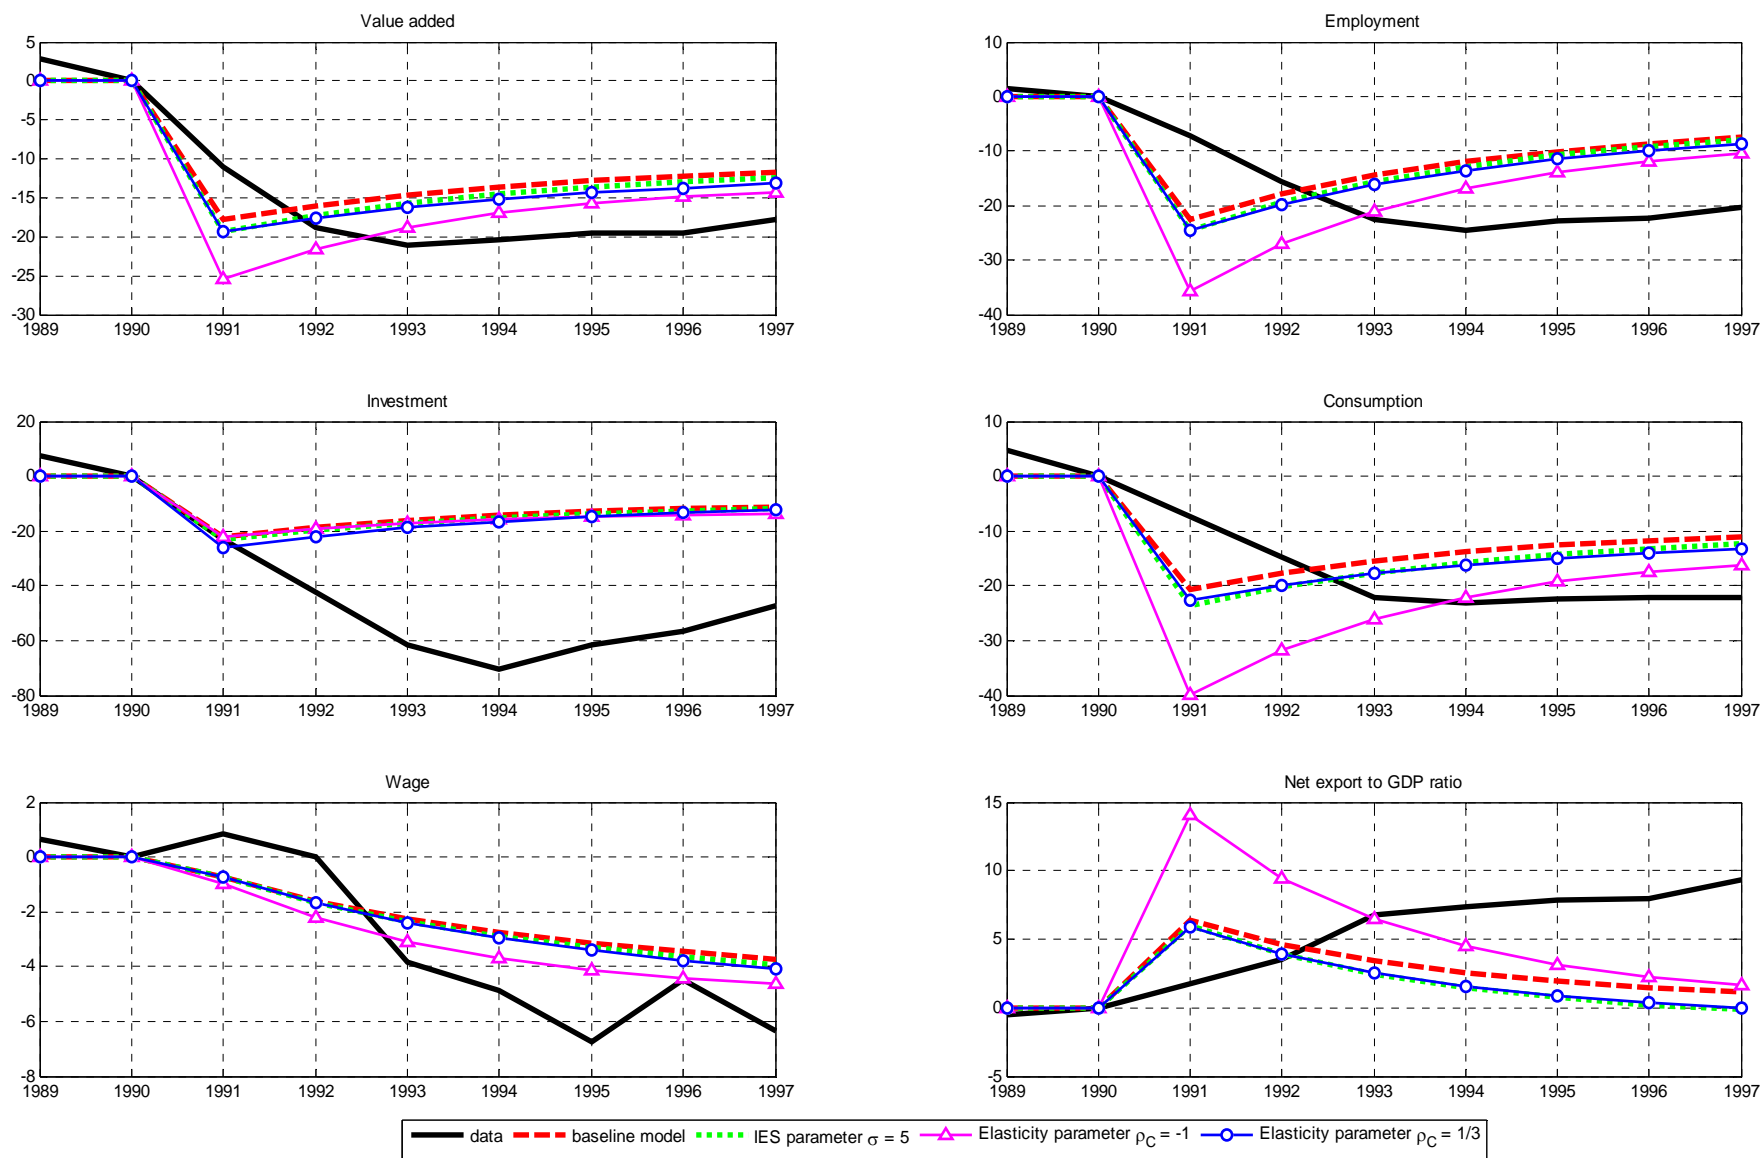 Value added
5
0
-5
-10
-15
-20
-25
-30
1989 1990 1991 1992 1993 1994 1995 1996 1997
Employment
10
0
-10
-20
-30
-40
1989 1990 1991 1992 1993 1994 1995 1996 1997
Investment
20
0
-20
-40
-60
-80
1989 1990 1991 1992 1993 1994 1995 1996 1997
Consumption
10
0
-10
-20
-30
-40
1989 1990 1991 1992 1993 1994 1995 1996 1997
Wage
2
0
-2
-4
-6
-8
1989 1990 1991 1992 1993 1994 1995 1996 1997
Net export to GDP ratio
15
10
5
0
-5
1989 1990 1991 1992 1993 1994 1995 1996 1997
data baseline model IES parameter σ = 5 Elasticity parameter ρC = -1 Elasticity parameter ρC = 1/3